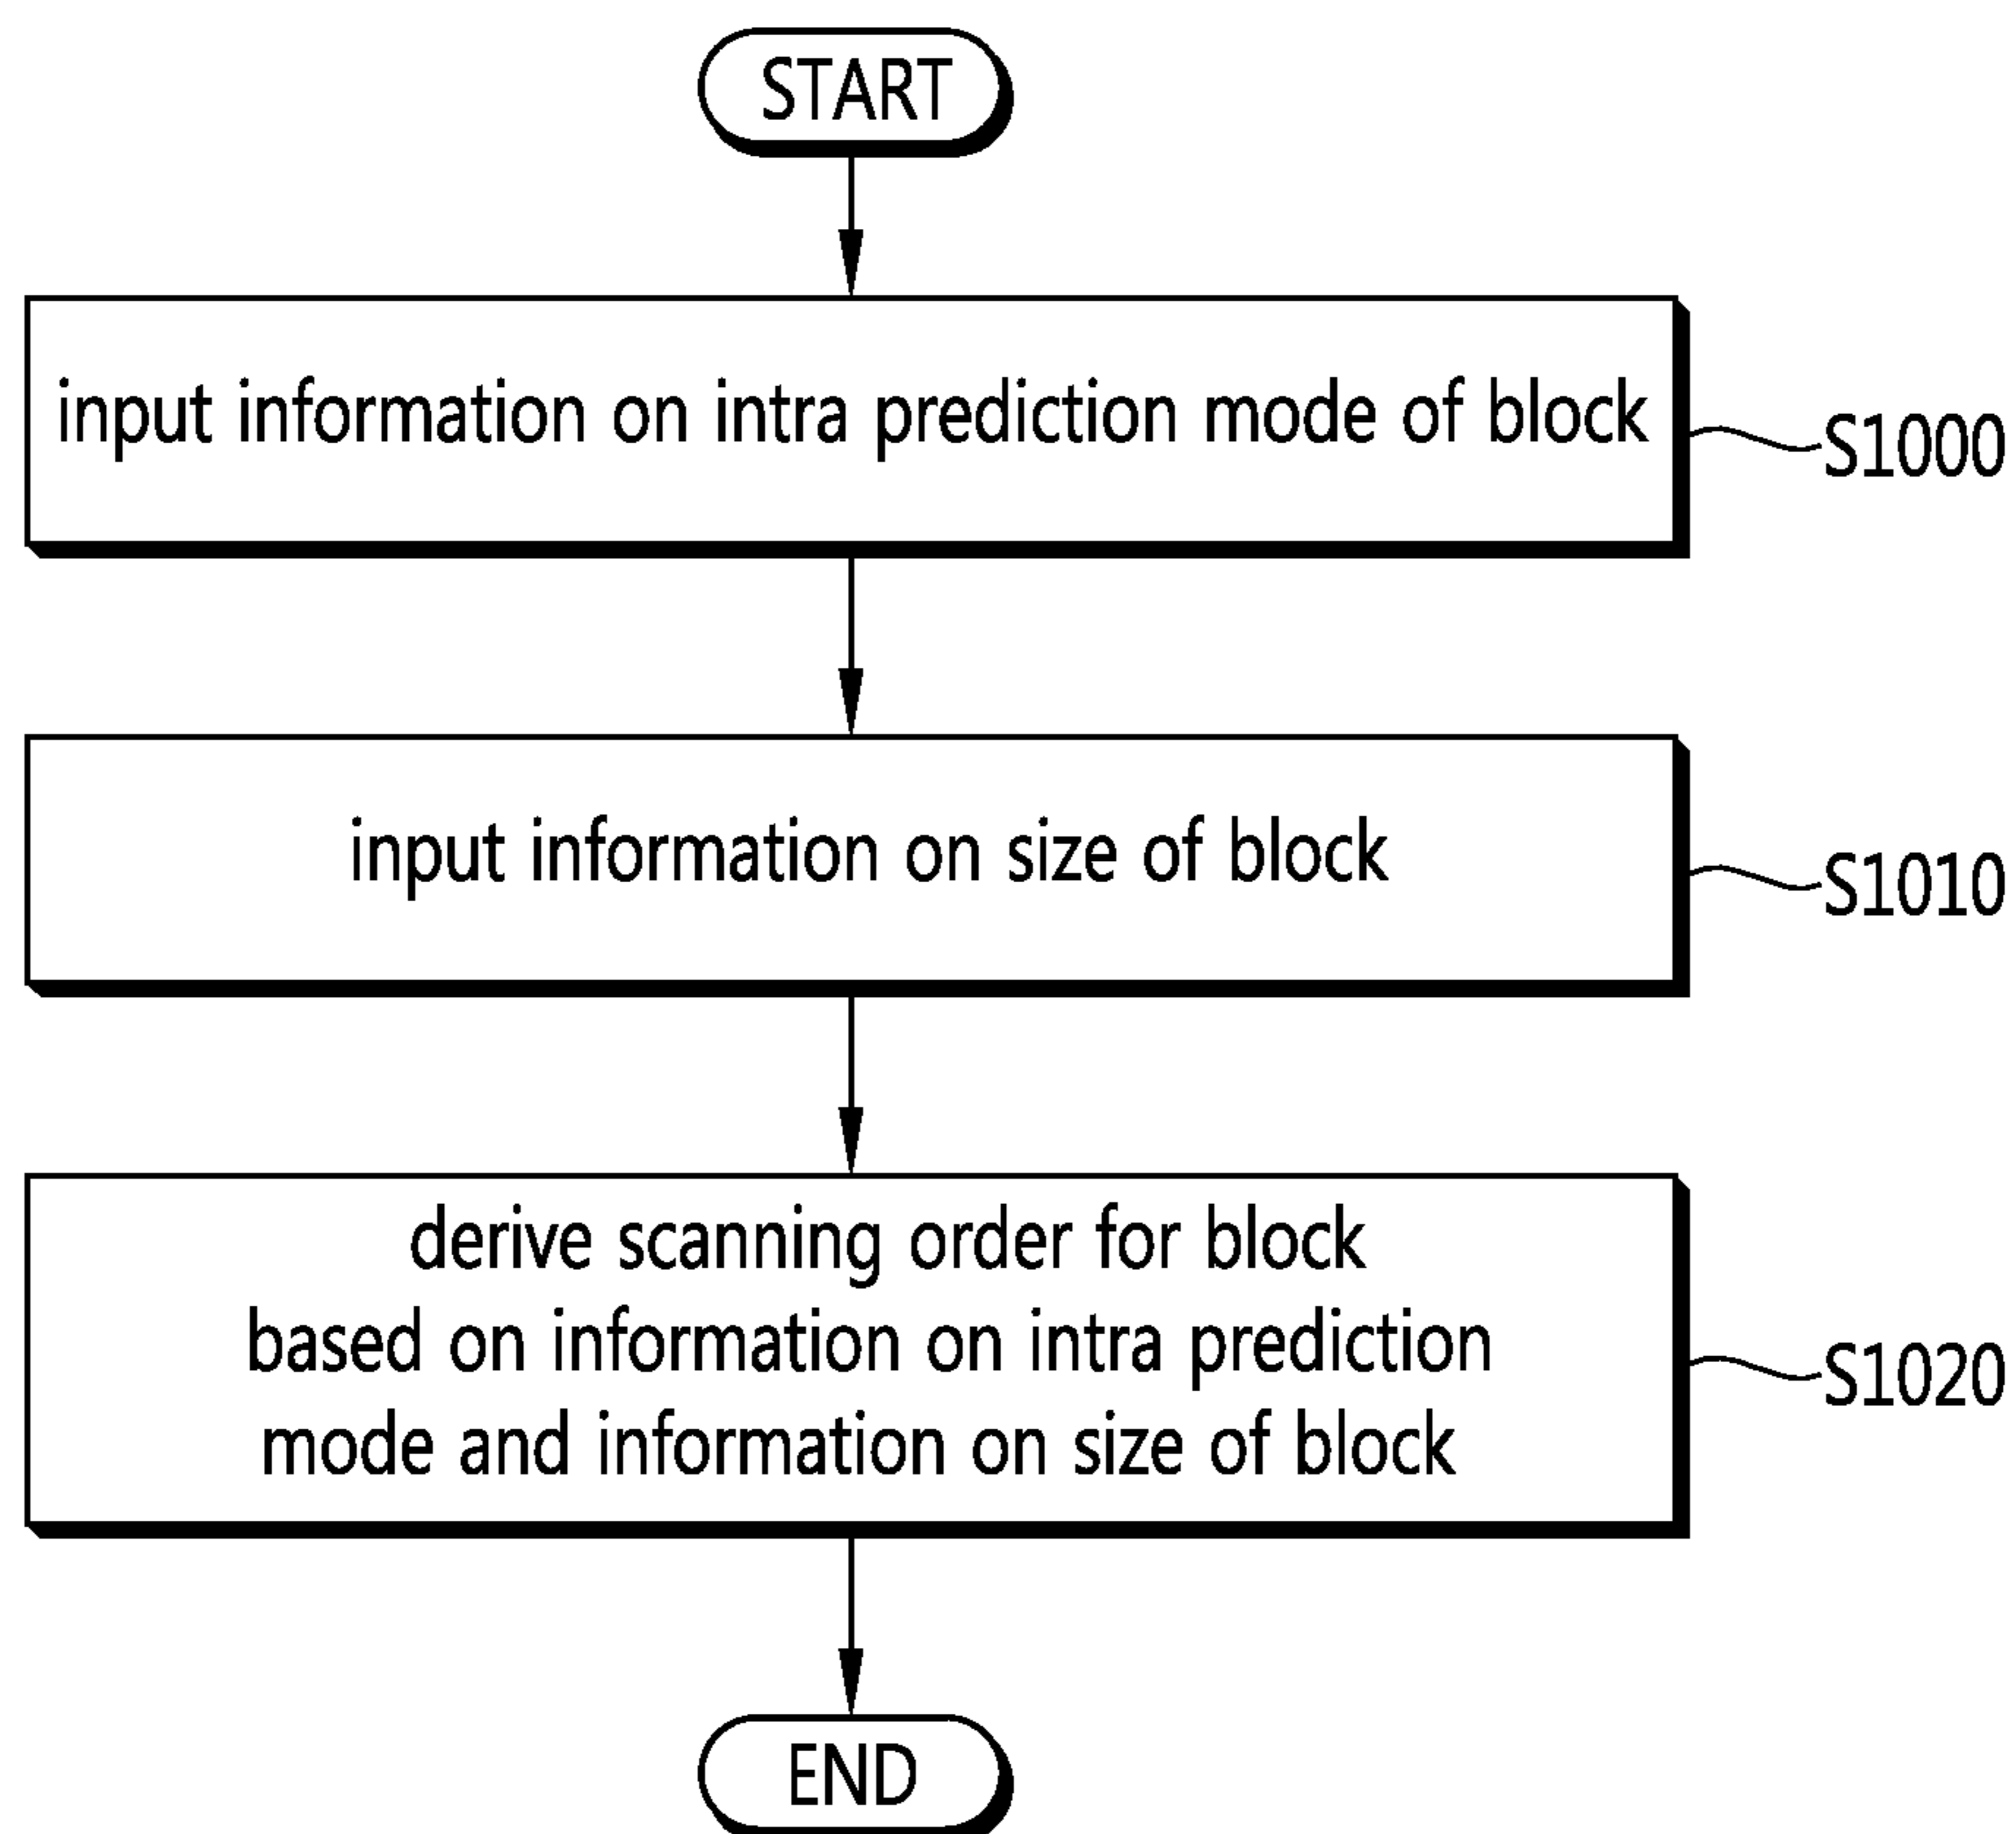 START
input information on intra prediction mode of block
S1000
input information on size of block
S1010
derive scanning order for block
based on information on intra prediction
mode and information on size of block
S1020
END